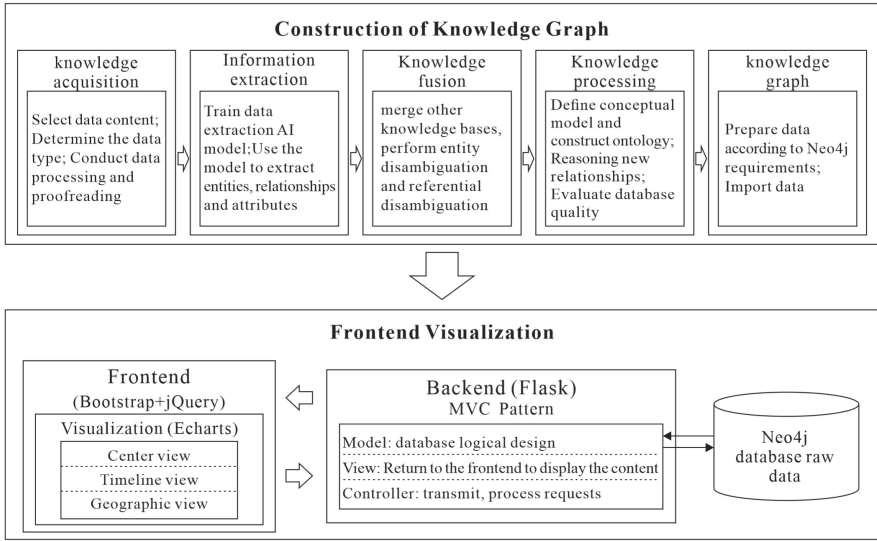 Construction of Knowledge Graph
knowledge
acquisition
Select data content;
Determine the data
type; Conduct data
processing and
proofreading
Information
extraction
Train data
extraction AI
model;Use the
model to extract
entities, relationships
and attributes
Knowledge
fusion
merge other
knowledge bases,
perform entity
disambiguation
and referential
disambiguation
Knowledge
processing
Define conceptual
model and
construct ontology;
Reasoning new
relationships;
Evaluate database
quality
knowledge
graph
Prepare data
according to Neo4j
requirements;
Import data
Frontend Visualization
Frontend
(Bootstrap+jQuery)
Visualization (Echarts)
Center view
Timeline view
Geographic view
Backend (Flask)
MVC Pattern
Model: database logical design
View: Return to the frontend to display the content
Controller: transmit, process requests
Neo4j
database raw
data